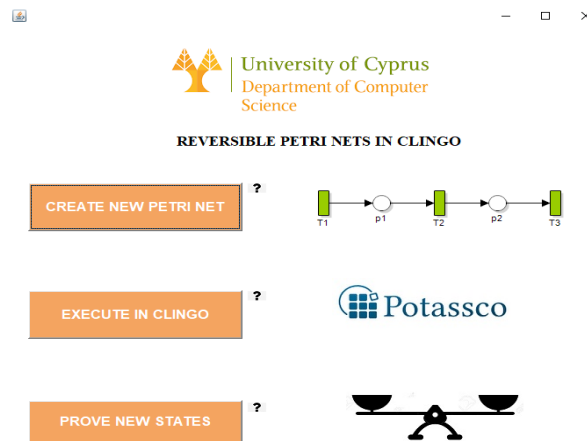 University of Cyprus
Department of Computer
Science
REVERSIBLE PETRI NETS IN CLINGO
CREATE NEW PETRI NET
?
T1
p1
T2
p2
T3
EXECUTE IN CLINGO
?
Potassco
PROVE NEW STATES
?